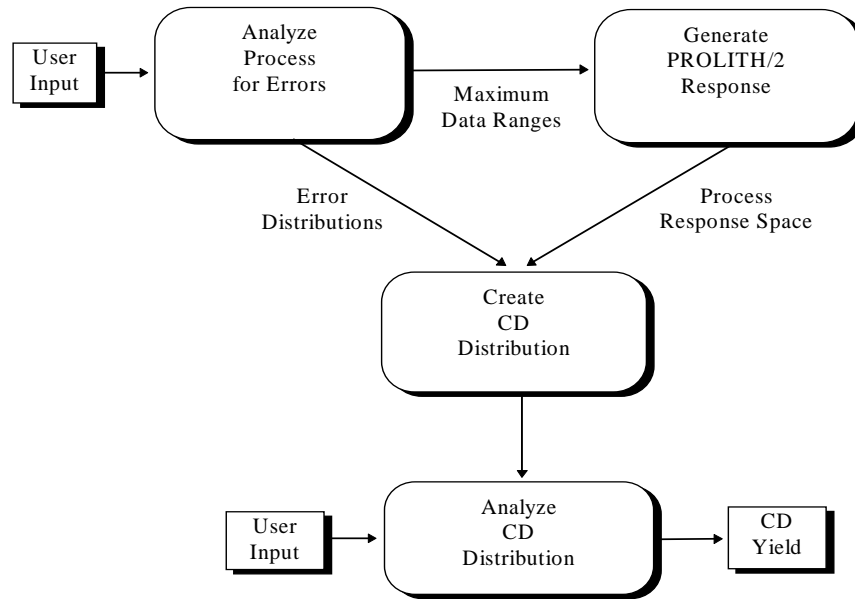 User
Input
Analyze
Process
for Errors
Maximum
Data Ranges
Generate
PROLITH/2
Response
Error
Distributions
Process
Response Space
Create
CD
Distribution
User
Input
Analyze
CD
Distribution
CD
Yield